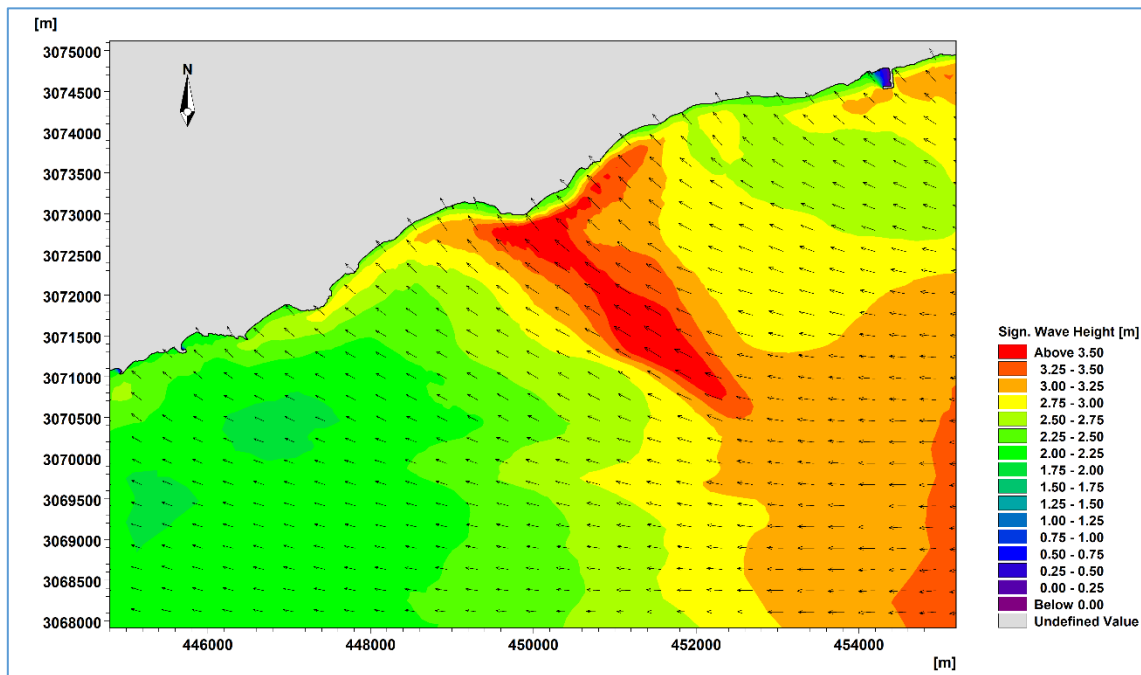 [m]
3075000
3074500
3074000
3073500
3073000
3072500
3072000
3071500
3071000
3070500
3070000
3069500
3069000
3068500
3068000
N
446000 448000 450000 452000 454000
[m]
Sign. Wave Height [m]
Above 3.50
3.25 - 3.50
3.00 - 3.25
2.75 - 3.00
2.50 - 2.75
2.25 - 2.50
2.00 - 2.25
1.75 - 2.00
1.50 - 1.75
1.25 - 1.50
1.00 - 1.25
0.75 - 1.00
0.50 - 0.75
0.25 - 0.50
0.00 - 0.25
Below 0.00
Undefined Value